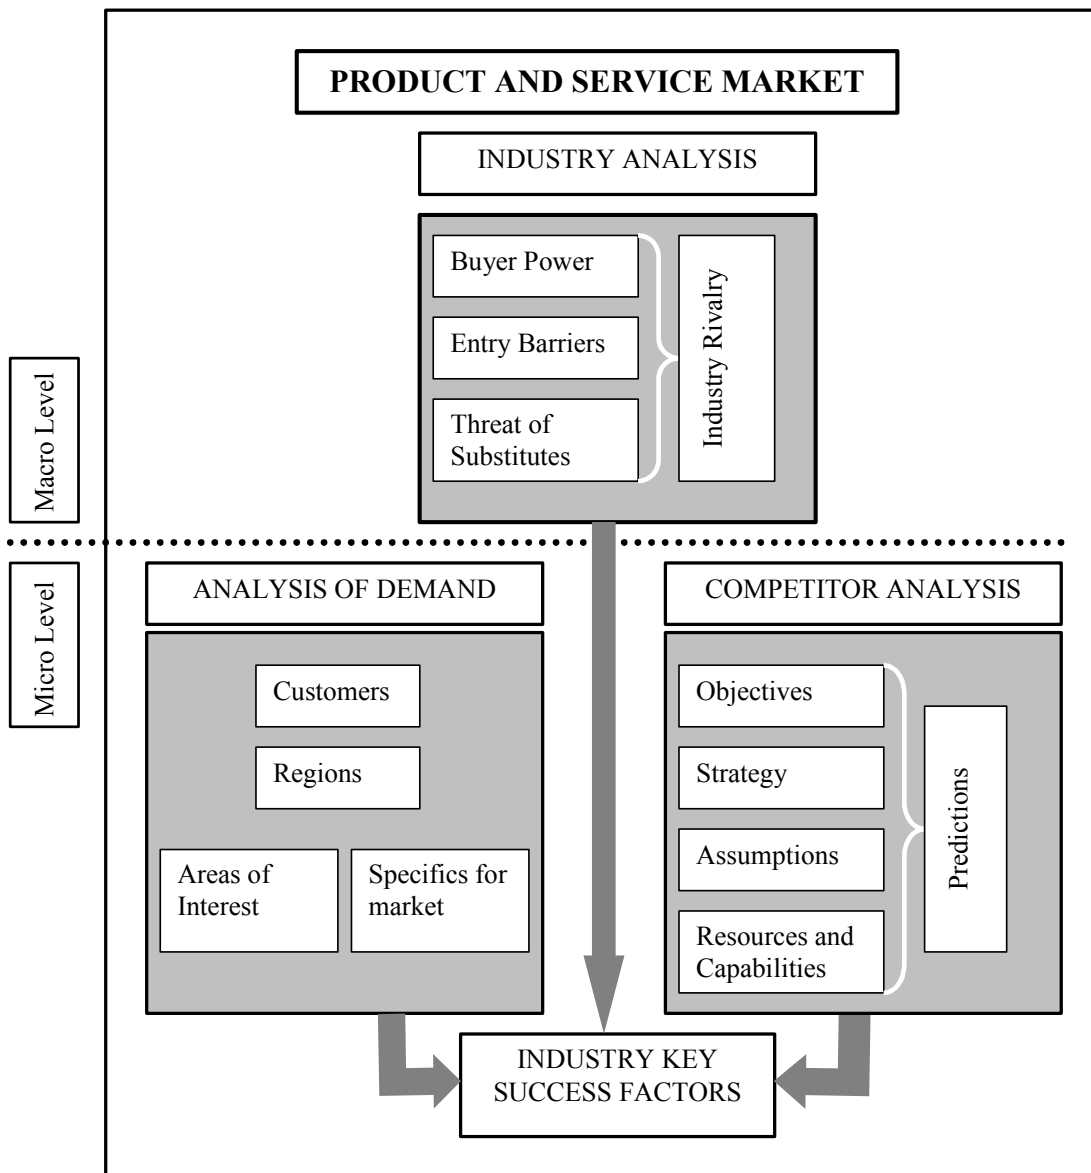 PRODUCT AND SERVICE MARKET
INDUSTRY ANALYSIS
Buyer Power
Entry Barriers
Threat of
Substitutes
Industry Rivalry
Macro Level
Micro Level
ANALYSIS OF DEMAND
Customers
Regions
Areas of
Interest
Specifics for
market
COMPETITOR ANALYSIS
Objectives
Strategy
Assumptions
Resources and
Capabilities
Predictions
INDUSTRY KEY
SUCCESS FACTORS